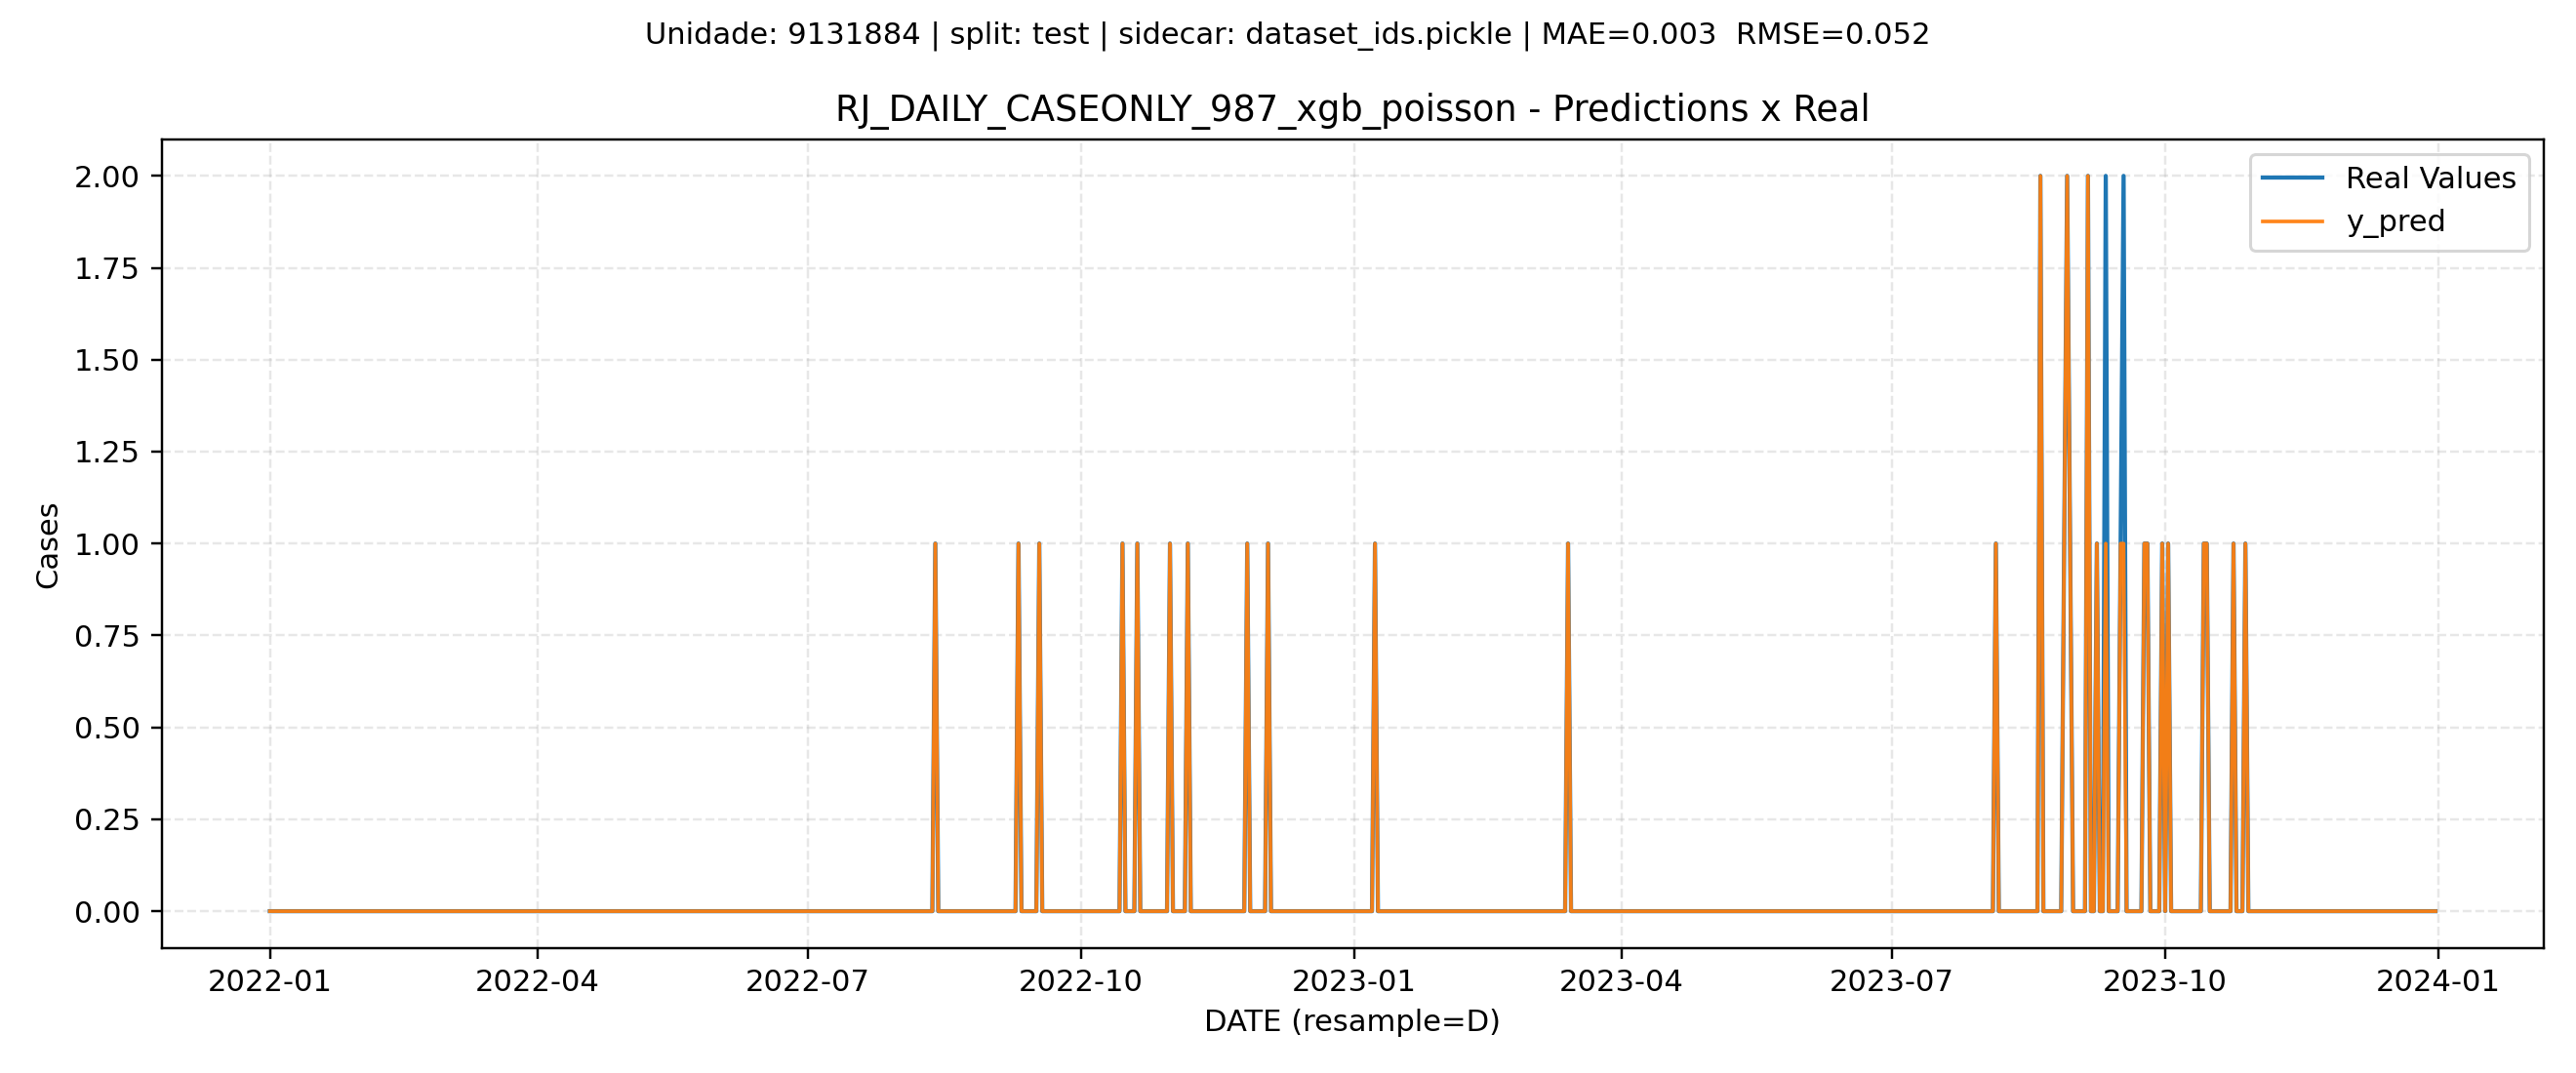 Unidade: 9131884 | split: test | sidecar: dataset_ids.pickle | MAE=0.003  RMSE=0.052
RJ_DAILY_CASEONLY_987_xgb_poisson - Predictions x Real
Real Values
y_pred
2.00
1.75
1.50
1.25
1.00
0.75
0.50
0.25
0.00
Cases
2022-01 2022-04 2022-07 2022-10 2023-01 2023-04 2023-07 2023-10 2024-01
DATE (resample=D)